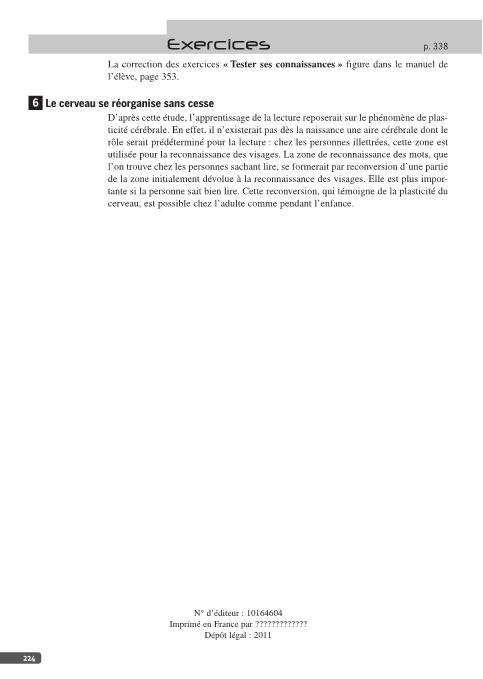 Exercices
p. 338
La correction des exercices « Tester ses connaissances » figure dans le manuel de
l’élève, page 353.
6 Le cerveau se réorganise sans cesse
D’après cette étude, l’apprentissage de la lecture reposerait sur le phénomène de plas-
ticité cérébrale. En effet, il n’existerait pas dès la naissance une aire cérébrale dont le
rôle serait prédéterminé pour la lecture : chez les personnes illettrées, cette zone est
utilisée pour la reconnaissance des visages. La zone de reconnaissance des mots, que
l’on trouve chez les personnes sachant lire, se formerait par reconversion d’une partie
de la zone initialement dévolue à la reconnaissance des visages. Elle est plus impor-
tante si la personne sait bien lire. Cette reconversion, qui témoigne de la plasticité du
cerveau, est possible chez l’adulte comme pendant l’enfance.
N° d’éditeur : 10164604
Imprimé en France par ?????????????
Dépôt légal : 2011
224